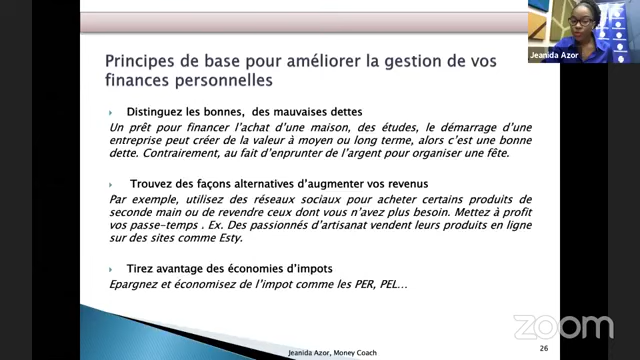 Jeanida Azor
Principes de base pour améliorer la gestion de vos
finances personnelles
Distinguez les bonnes, des mauvaises dettes
Un prêt pour financer l'achat d'une maison, des études, le démarrage d'une
entreprise peut créer de la valeur à moyen ou long terme, alors c'est une bonne
dette. Contrairement, au fait d'enprunter de l'argent pour organiser une fête.
Trouvez des façons alternatives d'augmenter vos revenus
Par exemple, utilisez des réseaux sociaux pour acheter certains produits de
seconde main ou de revendre ceux dont vous n'avez plus besoin. Mettez à profit
vos passe-temps . Ex. Des passionnés d'artisanat vendent leurs produits en ligne
sur des sites comme Esty.
Tirez avantage des économies d'impots
Epargnez et économisez de l'impot comme les PER, PEL...
zoom
Jeanida Azor, Money Coach
26